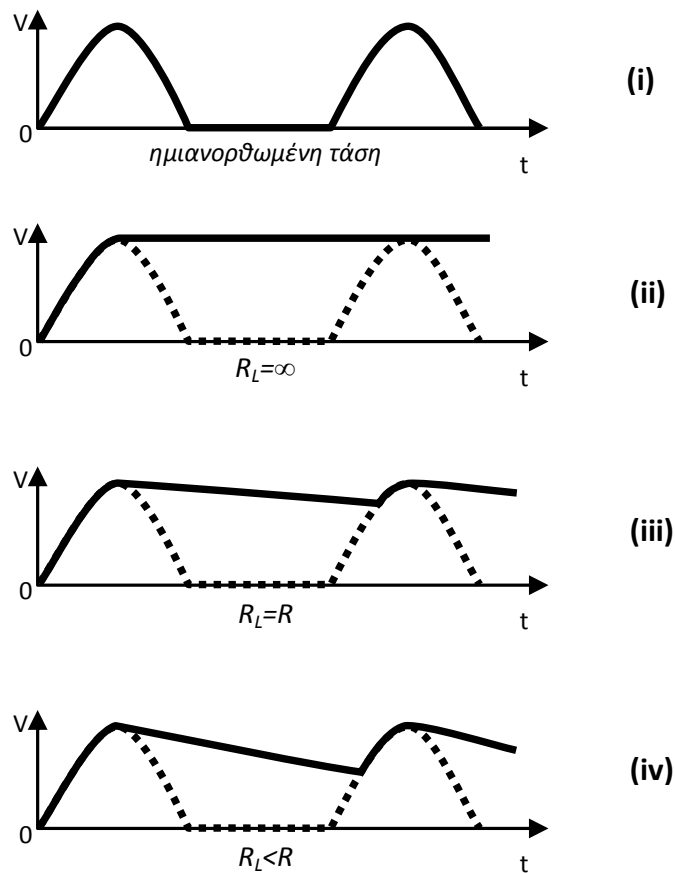 V
(i)
0
ημιανορθωμένη τάση
t
V
(ii)
0
R_L=∞
t
V
(iii)
0
R_L=R
t
V
(iv)
0
R_L<R
t